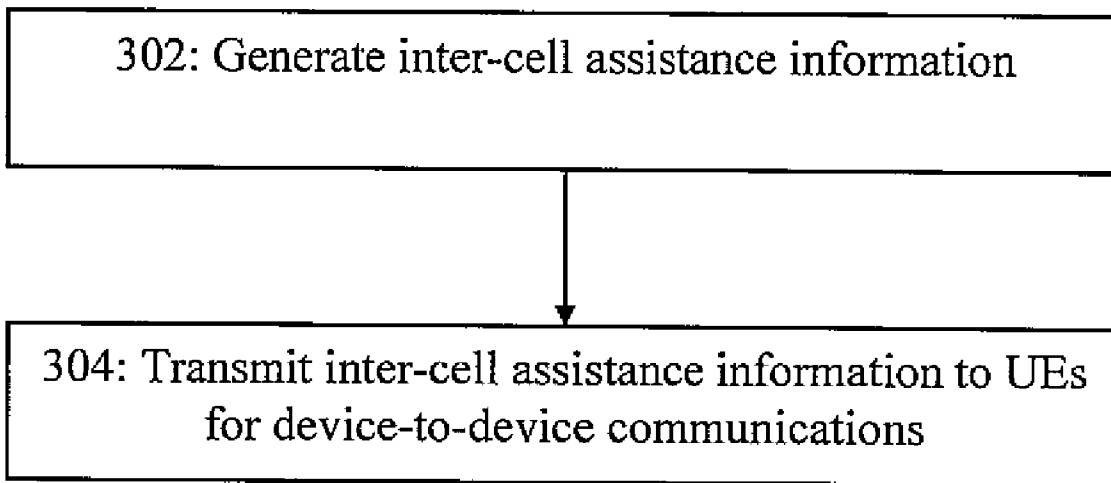 302: Generate inter-cell assistance information
304: Transmit inter-cell assistance information to UEs
for device-to-device communications